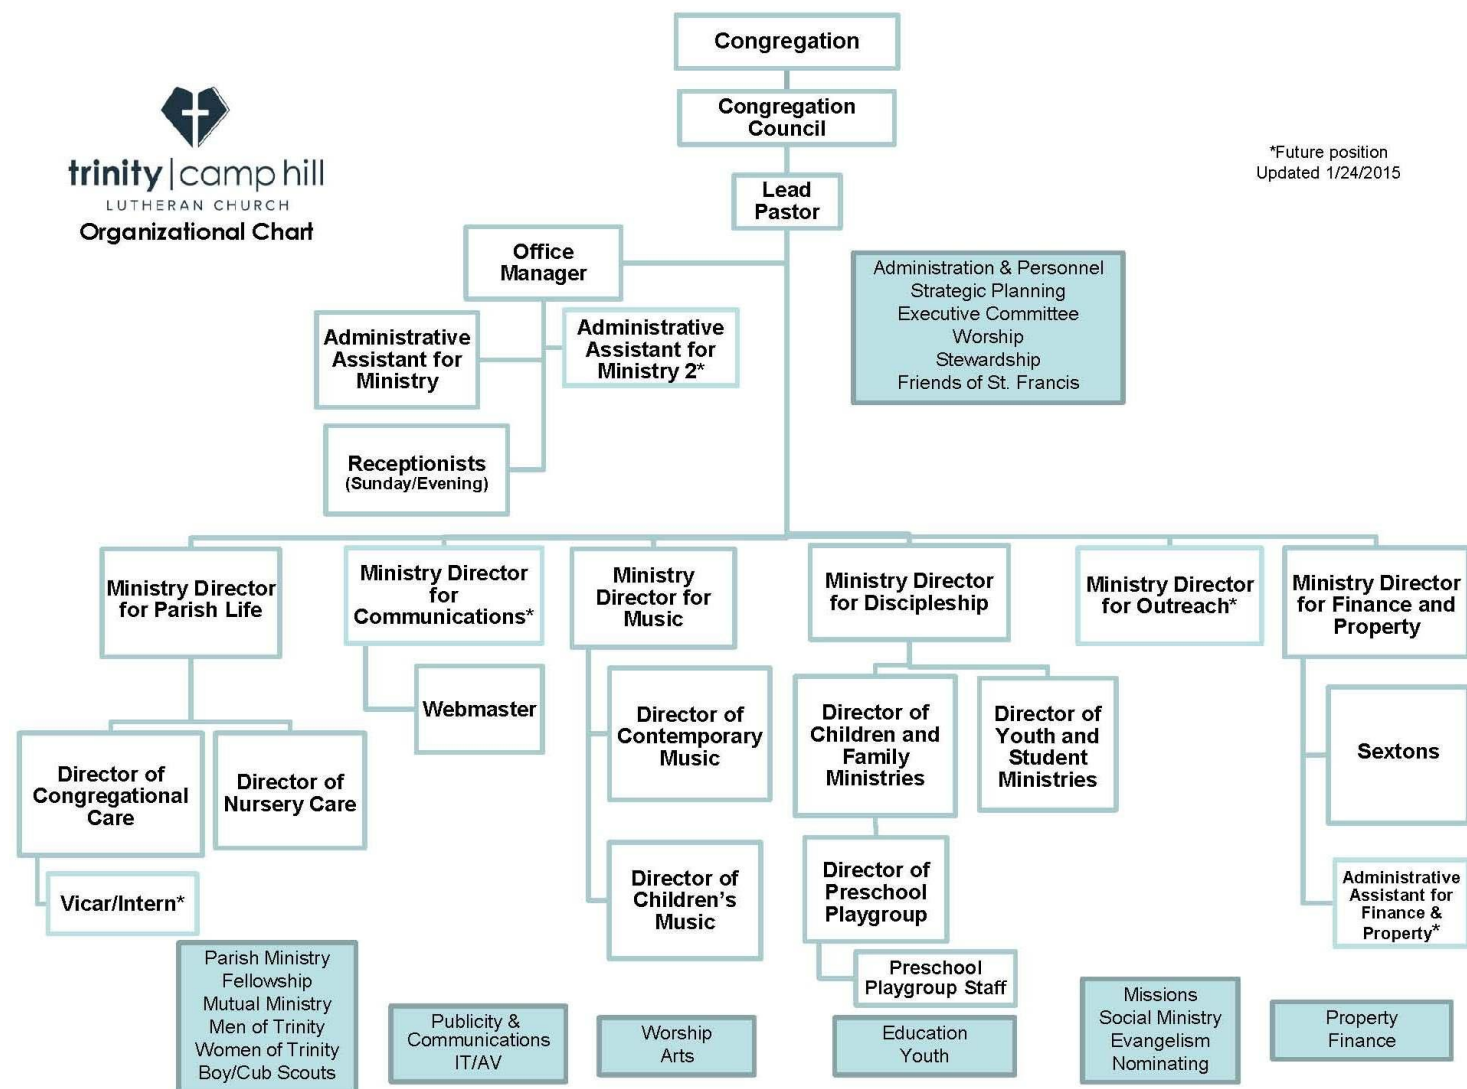 Congregation
Congregation
Council
trinity | camp hill
LUTHERAN CHURCH
Organizational Chart
*Future position
Updated 1/24/2015
Lead
Pastor
Office
Manager
Administration & Personnel
Strategic Planning
Executive Committee
Worship
Stewardship
Friends of St. Francis
Administrative
Assistant for
Ministry
Administrative
Assistant for
Ministry 2*
Receptionists
(Sunday/Evening)
Ministry Director
for Parish Life
Ministry Director
for
Communications*
Ministry
Director for
Music
Ministry Director
for Discipleship
Ministry Director
for Outreach*
Ministry Director
for Finance and
Property
Webmaster
Director of
Contemporary
Music
Director of
Children and
Family
Ministries
Director of
Youth and
Student
Ministries
Sextons
Director of
Congregational
Care
Director of
Nursery Care
Vicar/Intern*
Director of
Children's
Music
Director of
Preschool
Playgroup
Administrative
Assistant for
Finance &
Property*
Preschool
Playgroup Staff
Parish Ministry
Fellowship
Mutual Ministry
Men of Trinity
Women of Trinity
Boy/Cub Scouts
Publicity &
Communications
IT/AV
Worship
Arts
Education
Youth
Missions
Social Ministry
Evangelism
Nominating
Property
Finance